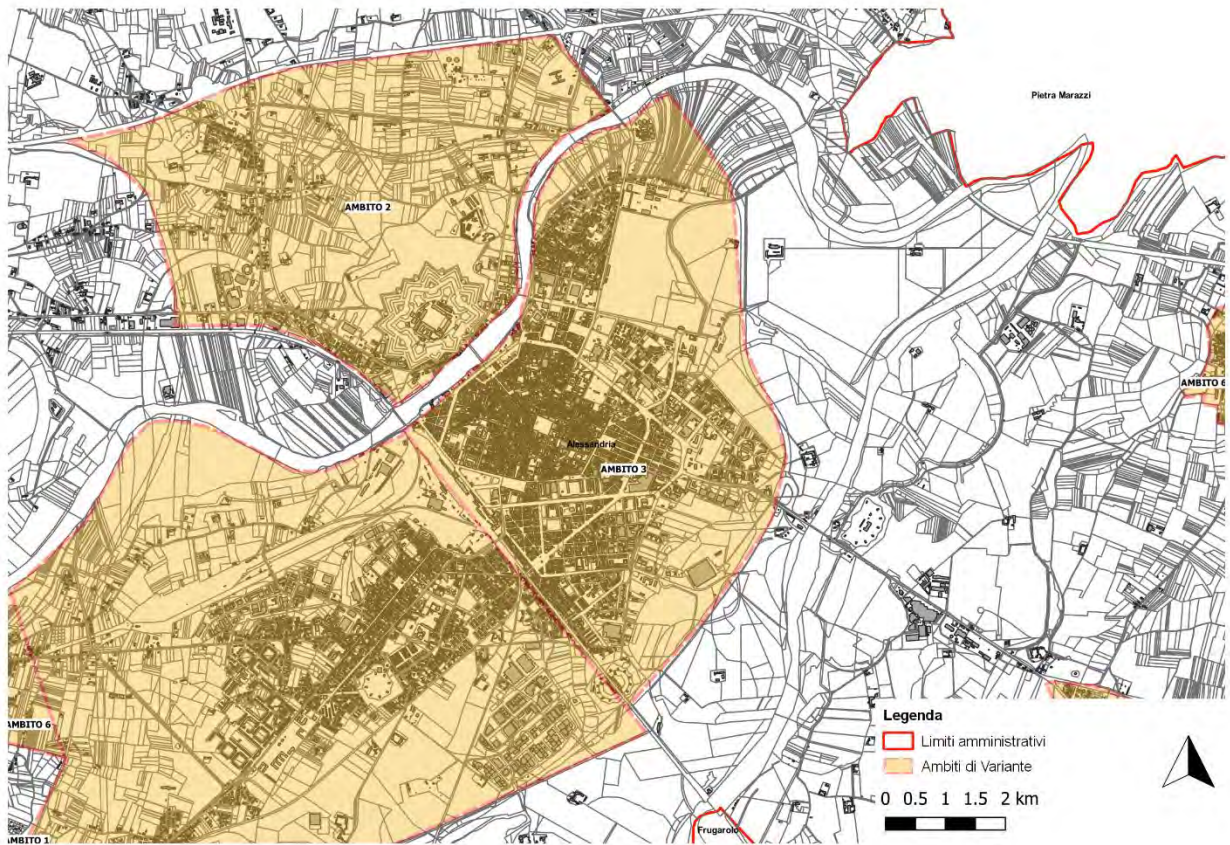 Pietra Marazzi
AMBITO 2
AMBITO 6
Alessandria
AMBITO 3
AMBITO 6
Legenda
Limiti amministrativi
Ambiti di Variante
0 0.5 1 1.5 2 km
Frugarolo
AMBITO 1